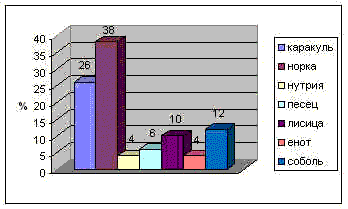 40
35
30
25
20
15
10
5
0
%
26
38
4
6
10
4
12
каракуль
норка
нутрия
песец
лисица
енот
соболь